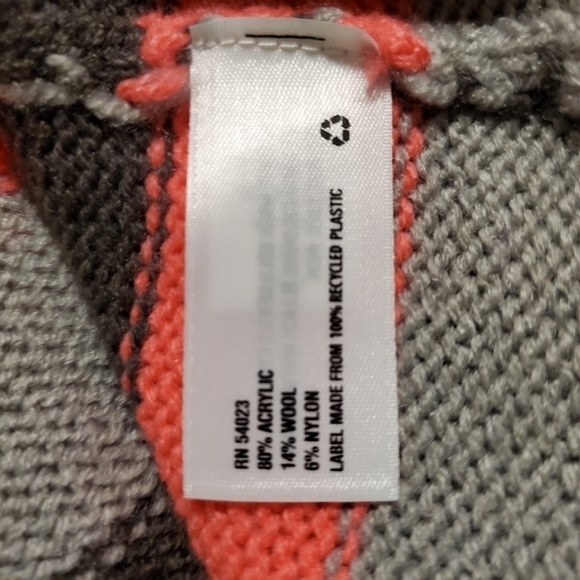 RN 54023
80% ACRYLIC
14% WOOL
6% NYLON
LABEL MADE FROM 100% RECYCLED PLASTIC